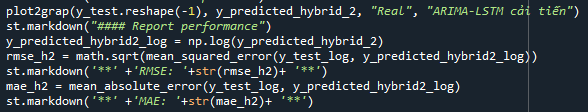 plot2grap(y_test.reshape(-1), y_predicted_hybrid_2, "Real", "ARIMA-LSTM cải tiến")
st.markdown("#### Report performance")
y_predicted_hybrid2_log = np.log(y_predicted_hybrid_2)
rmse_h2 = math.sqrt(mean_squared_error(y_test_log, y_predicted_hybrid2_log))
st.markdown('**' +'RMSE: '+str(rmse_h2)+ '**')
mae_h2 = mean_absolute_error(y_test_log, y_predicted_hybrid2_log)
st.markdown('**' +'MAE: '+str(mae_h2)+ '**')